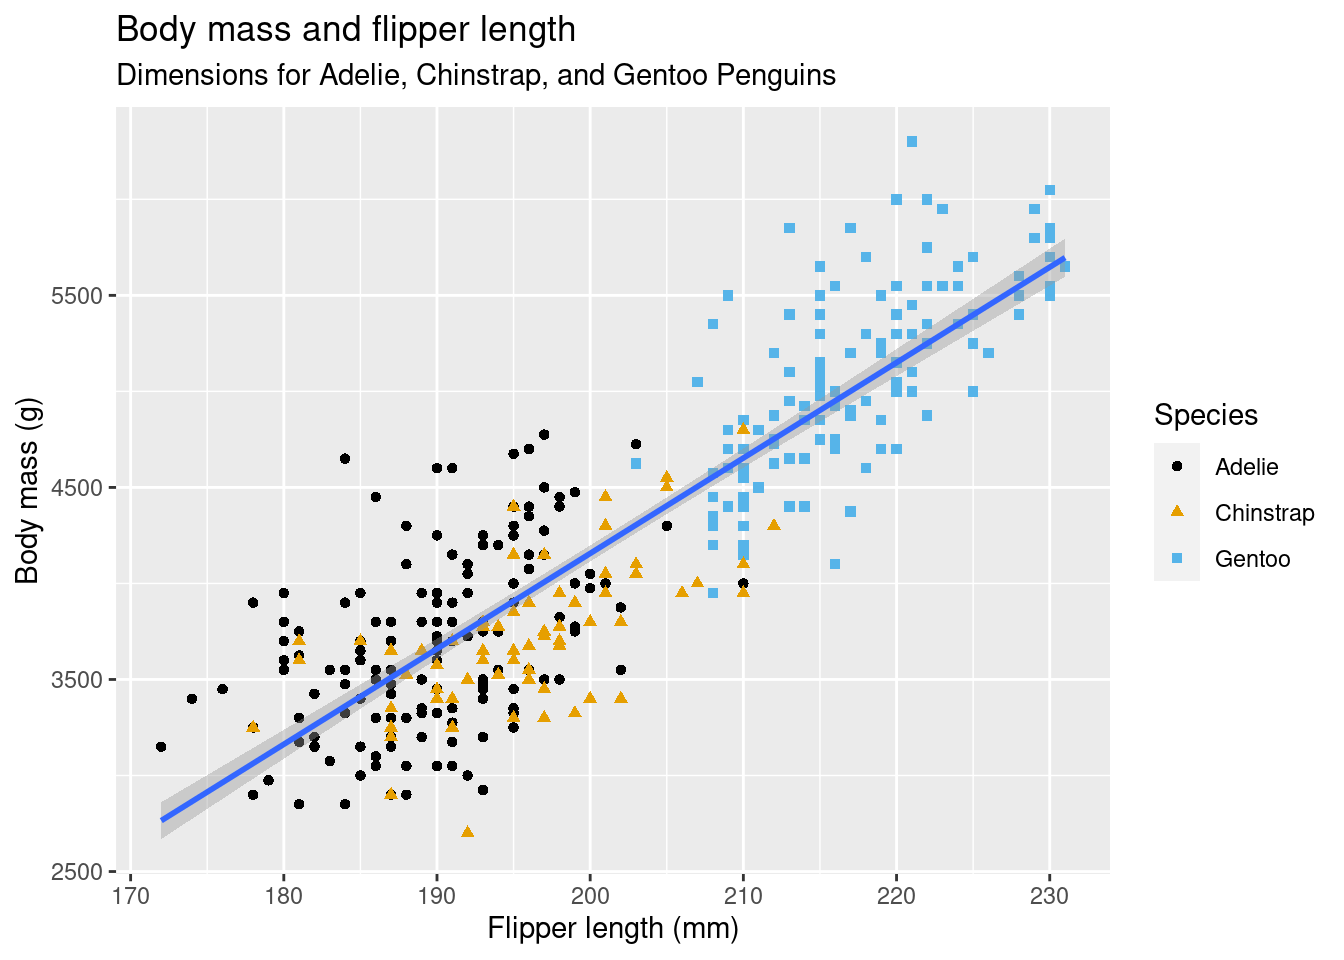 Body mass and flipper length
Dimensions for Adelie, Chinstrap, and Gentoo Penguins
Body mass (g)
5500
4500
3500
2500
170 180 190 200 210 220 230
Flipper length (mm)
Species
Adelie
Chinstrap
Gentoo